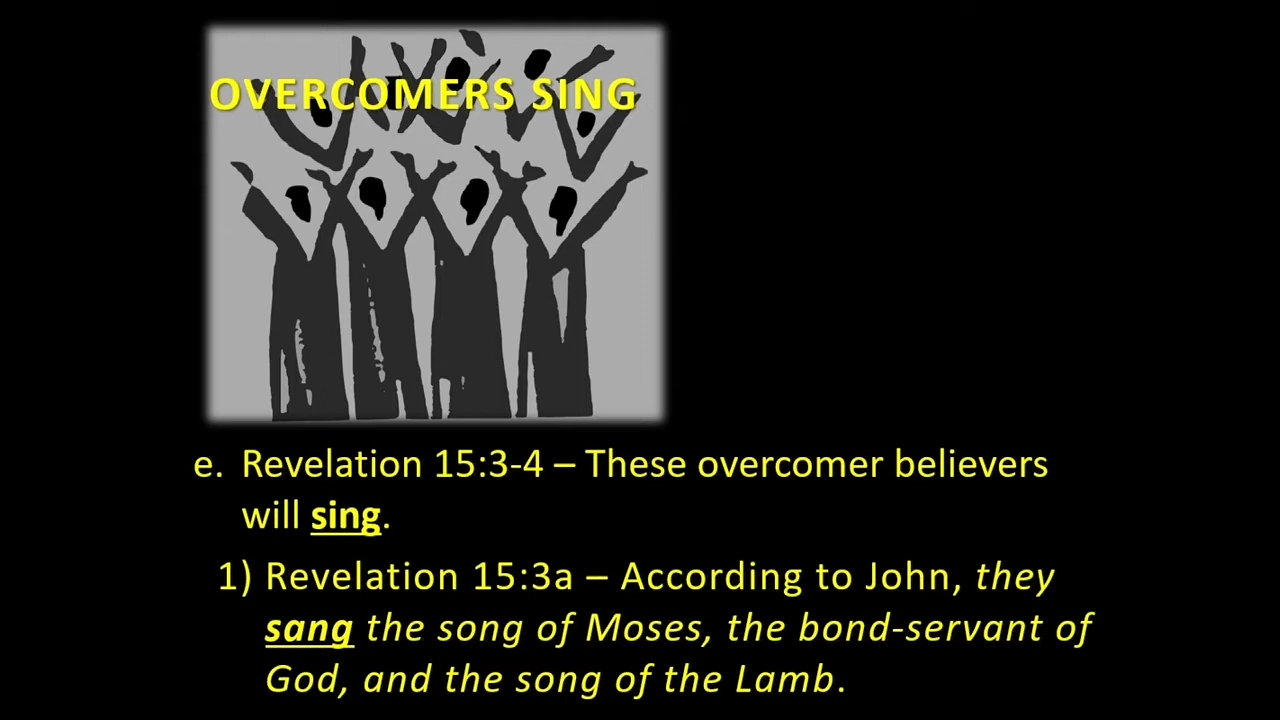 OVERCOMERS SING
e. Revelation 15:3-4 – These overcomer believers
will sing.
1) Revelation 15:3a – According to John, they
sang the song of Moses, the bond-servant of
God, and the song of the Lamb.